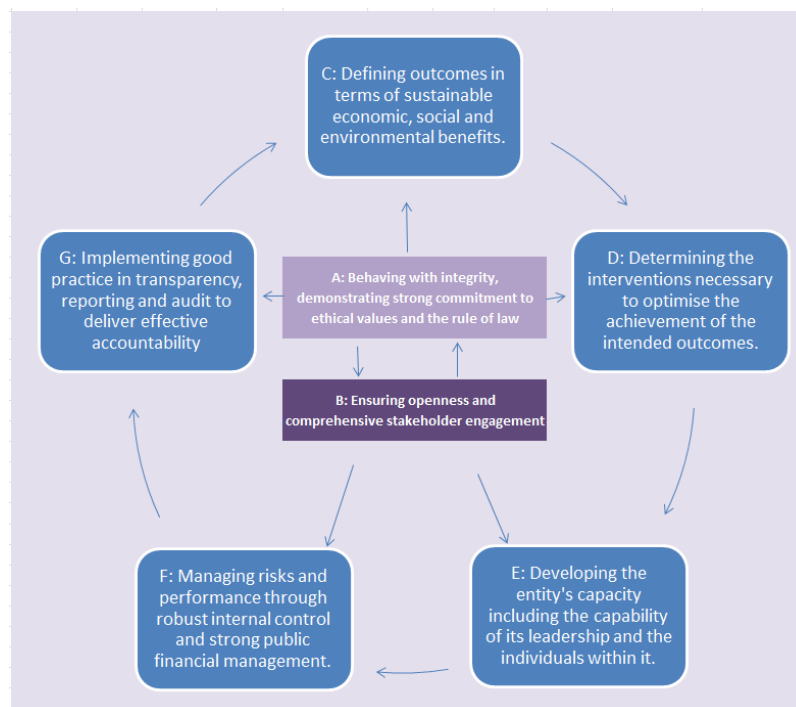 C: Defining outcomes in
terms of sustainable
economic, social and
environmental benefits.
G: Implementing good
practice in transparency,
reporting and audit to
deliver effective
accountability
A: Behaving with integrity,
demonstrating strong commitment to
ethical values and the rule of law
D: Determining the
interventions necessary
to optimise the
achievement of the
intended outcomes.
B: Ensuring openness and
comprehensive stakeholder engagement
F: Managing risks and
performance through
robust internal control
and strong public
financial management.
E: Developing the
entity's capacity
including the capability
of its leadership and the
individuals within it.